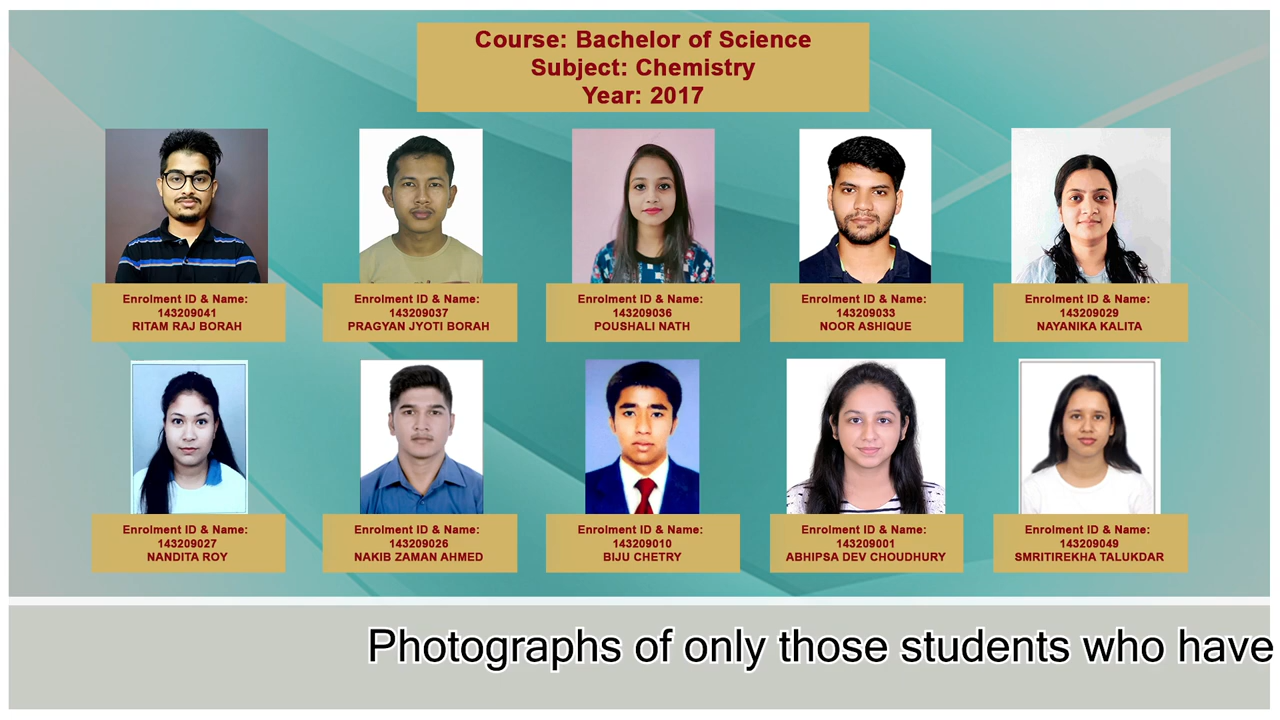 Course: Bachelor of Science
Subject: Chemistry
Year: 2017
Enrolment ID & Name:
143209041
RITAM RAJ BORAH
Enrolment ID & Name:
143209037
PRAGYAN JYOTI BORAH
Enrolment ID & Name:
143209036
POUSHALI NATH
Enrolment ID & Name:
143209033
NOOR ASHIQUE
Enrolment ID & Name:
143209029
NAYANIKA KALITA
Enrolment ID & Name:
143209027
NANDITA ROY
Enrolment ID & Name:
143209026
NAKIB ZAMAN AHMED
Enrolment ID & Name:
143209010
BIJU CHETRY
Enrolment ID & Name:
143209001
ABHIPSA DEV CHOUDHURY
Enrolment ID & Name:
143209049
SMRITIREKHA TALUKDAR
Photographs of only those students who have